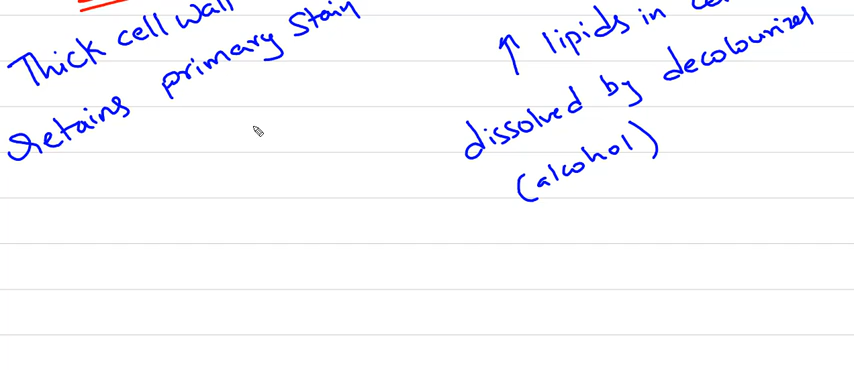 Thick cell wall
retains primary stain
↑ lipids in
dissolved by decolourizer
(alcohol)